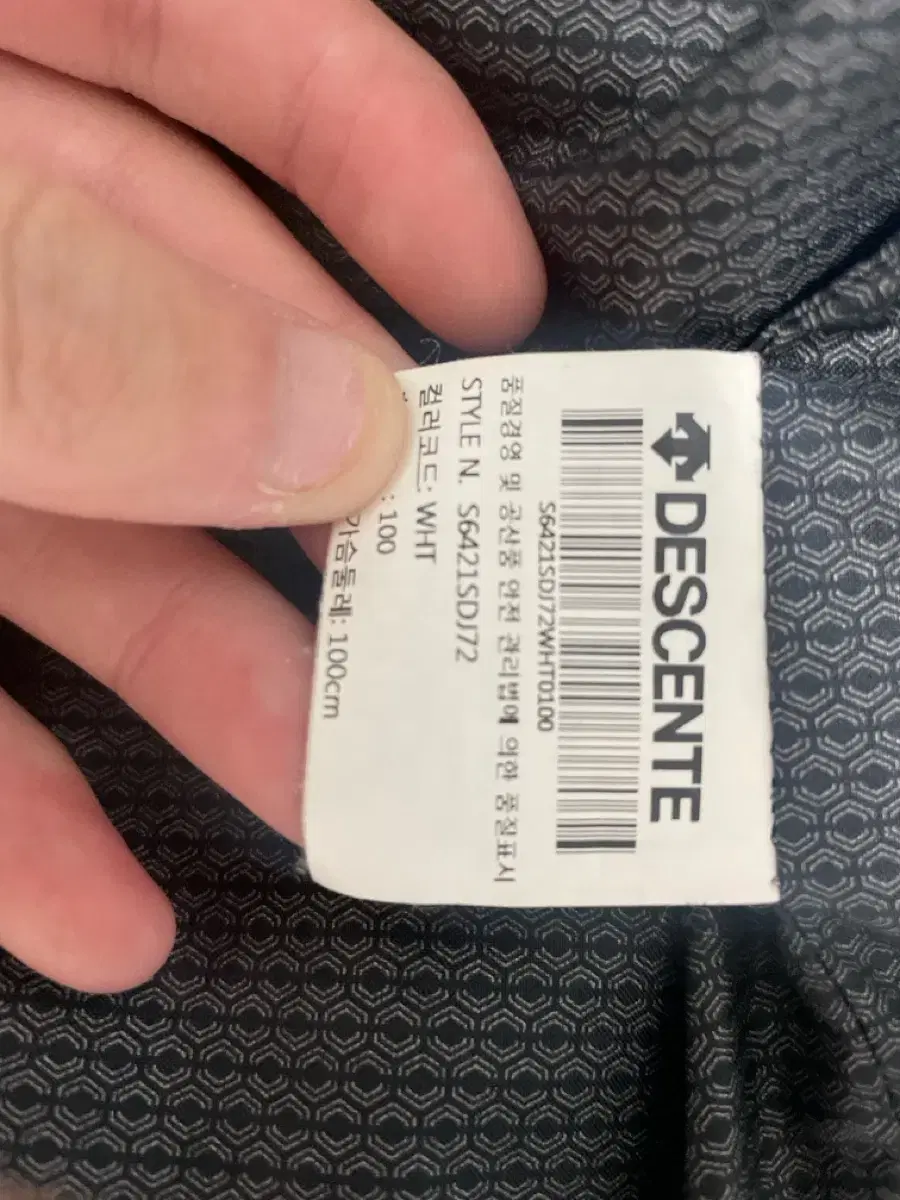 DESCENTE
S6421SDJ72WHT0100
품질경영 및 공산품 안전 관리법에 의한 품질표시
STYLE N. S6421SDJ72
컬러코드: WHT
: 100
가슴둘레: 100cm